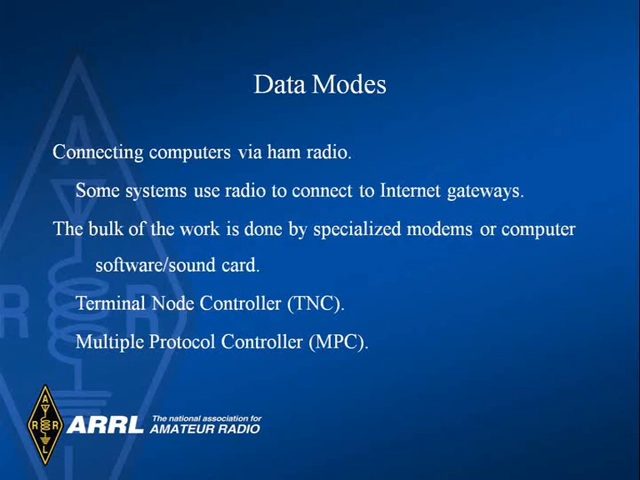 Data Modes
Connecting computers via ham radio.
Some systems use radio to connect to Internet gateways.
The bulk of the work is done by specialized modems or computer
software/sound card.
Terminal Node Controller (TNC).
Multiple Protocol Controller (MPC).
A
R R
L
ARRL The national association for
AMATEUR RADIO